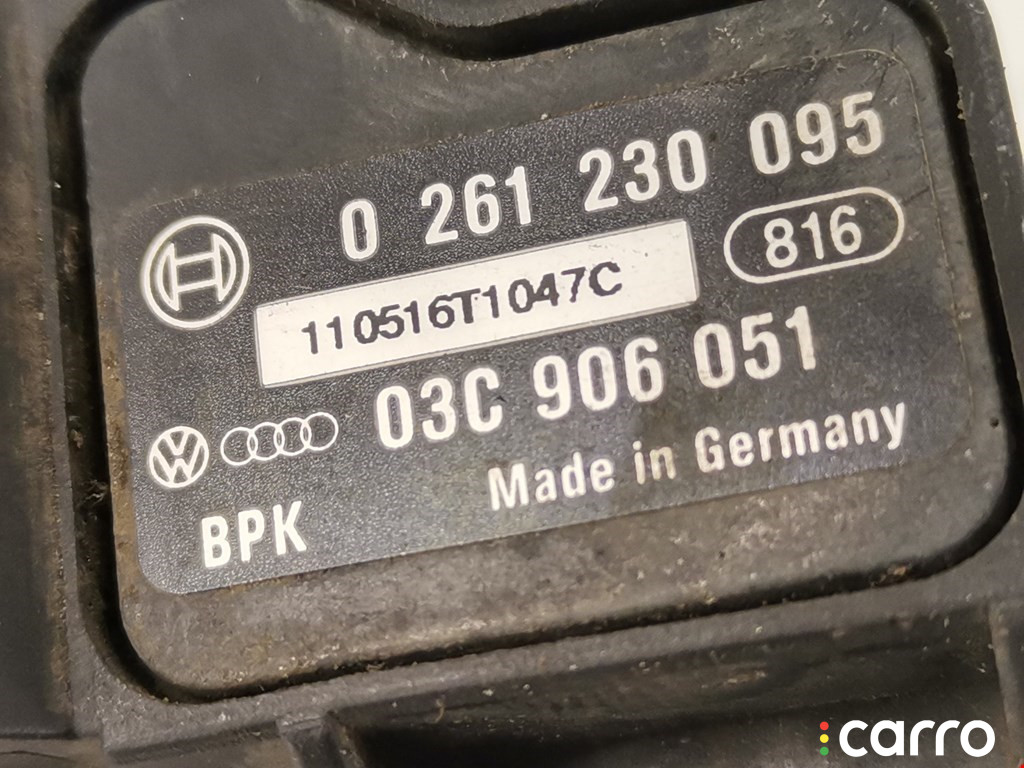 0 261 230 095
816
110516T1047C
03C 906 051
Made in Germany
BPK
carro